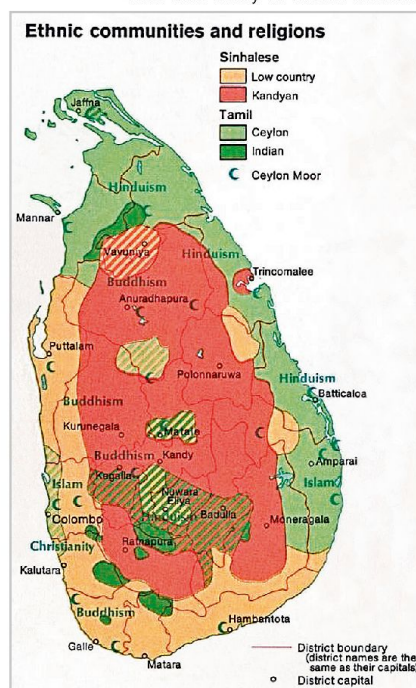 Ethnic communities and religions
Sinhalese
Low country
Kandyan
Tamil
Ceylon
Indian
Ceylon Moor
Jaffna
Hinduism
Mannar
Vavuniya
Hinduism
Buddhism
Trincomalee
Anuradhapura
Puttalam
Polonnaruwa
Hinduism
Batticaloa
Buddhism
Kurunegala
Matale
Buddhism
Kandy
Amparai
Kegalla
Islam
Nuwara
Eliya
Islam
Colombo
Hinduism
Badulla
Moneragala
Christianity
Ratnapura
Kalutara
Buddhism
Hambantota
Galle
Matara
District boundary
(district names are the
same as their capitals)
District capital